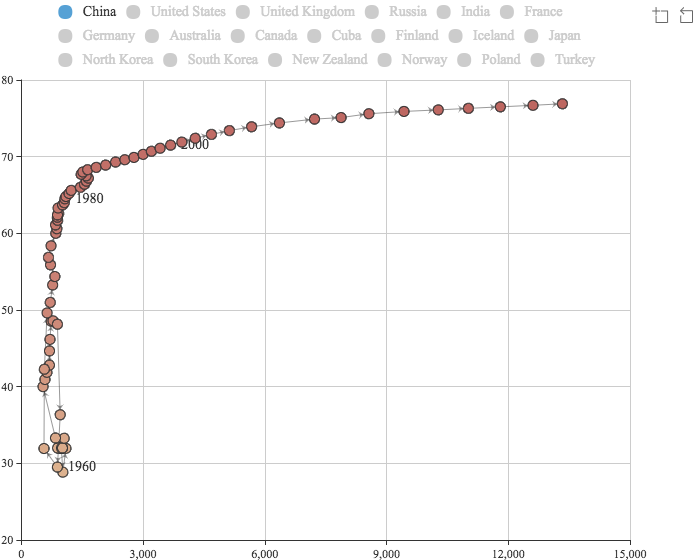 China United States United Kingdom Russia India France
Germany Australia Canada Cuba Finland Iceland Japan
North Korea South Korea New Zealand Norway Poland Turkey
80
70
2000
1980
60
50
40
30
1960
20
0 3,000 6,000 9,000 12,000 15,000